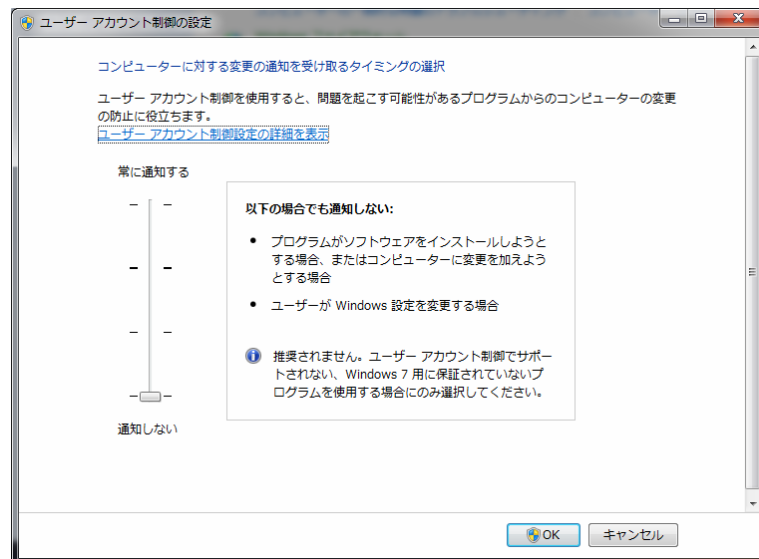 ユーザー アカウント制御の設定
コンピューターに対する変更の通知を受け取るタイミングの選択
ユーザー アカウント制御を使用すると、問題を起こす可能性があるプログラムからのコンピューターの変更
の防止に役立ちます。
ユーザー アカウント制御設定の詳細を表示
常に通知する
以下の場合でも通知しない:
• プログラムがソフトウェアをインストールしようと
する場合、またはコンピューターに変更を加えよう
とする場合
• ユーザーが Windows 設定を変更する場合
推奨されません。ユーザー アカウント制御でサポー
トされない、Windows 7 用に保証されていないプ
ログラムを使用する場合にのみ選択してください。
通知しない
OK
キャンセル